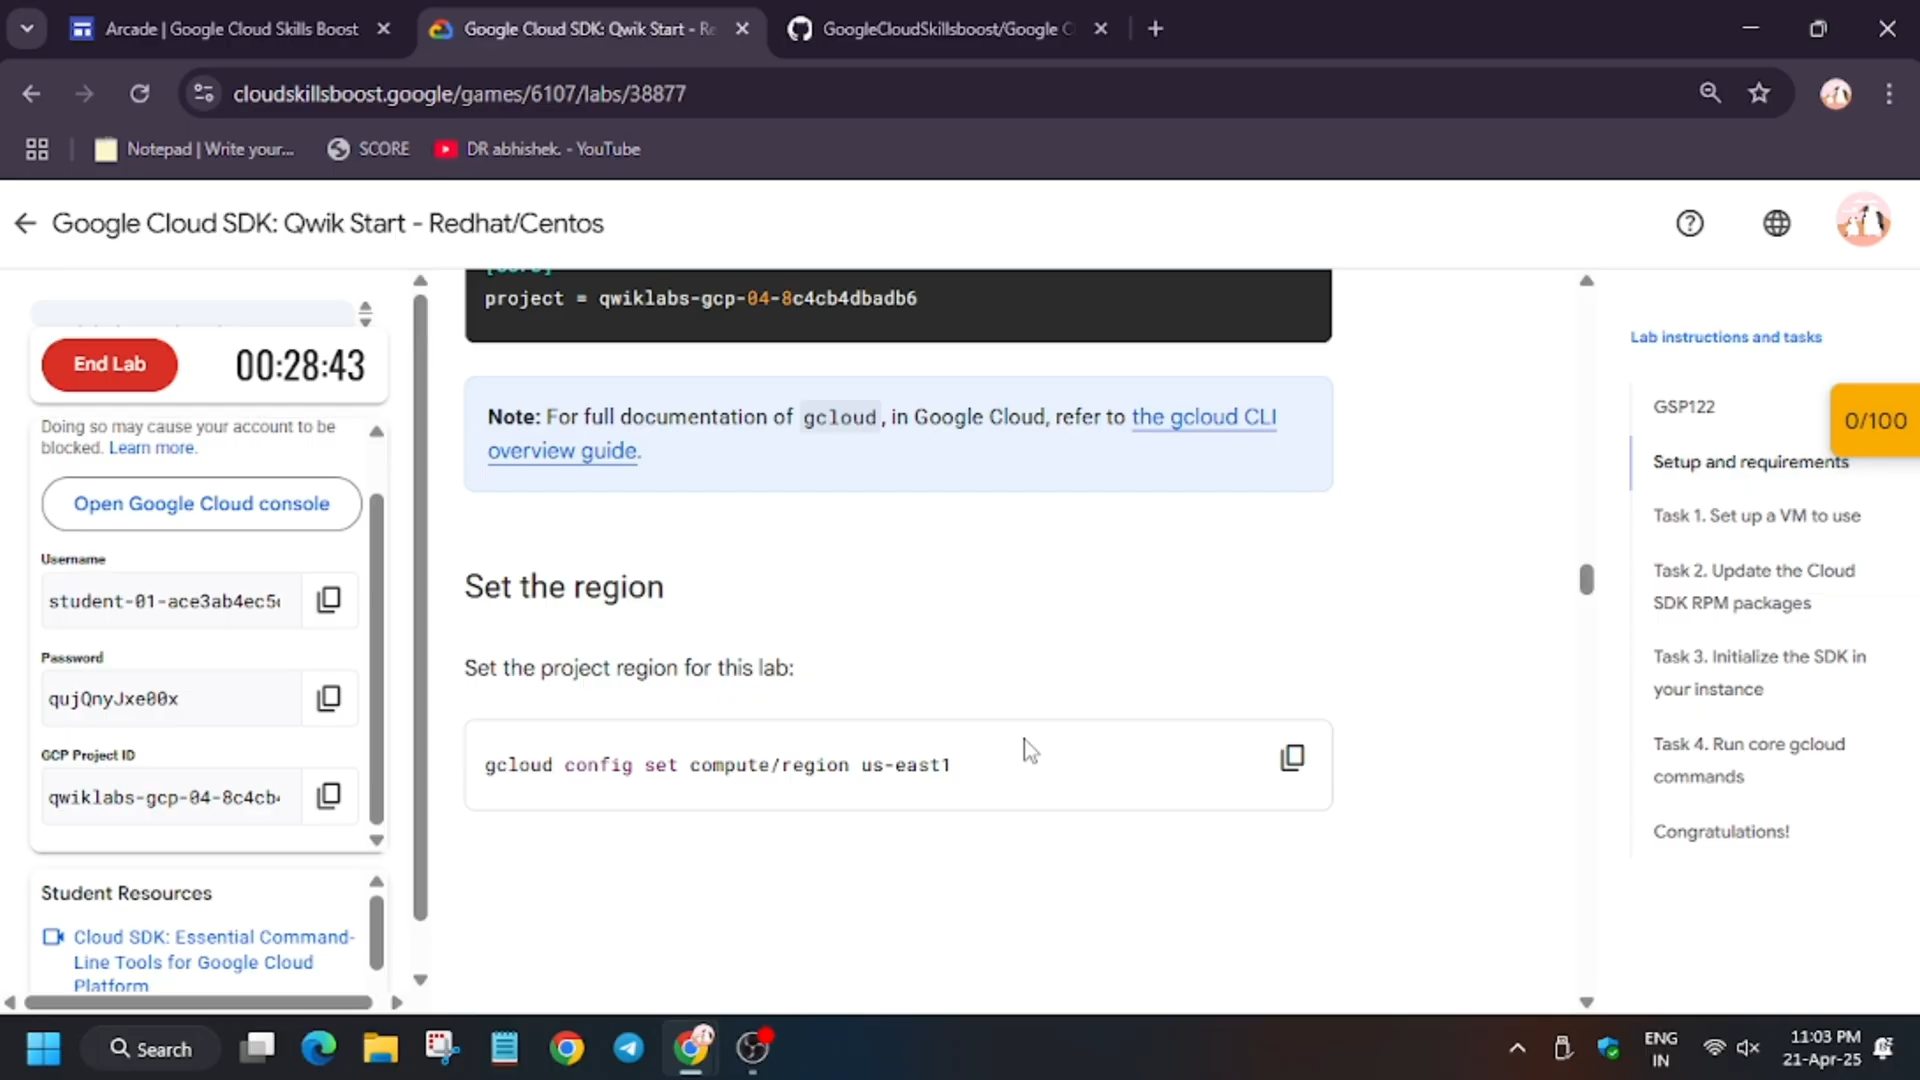 Arcade | Google Cloud Skills Boost
Google Cloud SDK: Qwik Start - Re
GoogleCloudSkillsboost/Google C
cloudskillsboost.google/games/6107/labs/38877
Notepad | Write your...
SCORE
DR abhishek. - YouTube
Google Cloud SDK: Qwik Start - Redhat/Centos
End Lab
00:28:43
Doing so may cause your account to be
blocked. Learn more.
Open Google Cloud console
Username
student-01-ace3ab4ec5
Password
qujQnyJxe00x
GCP Project ID
qwiklabs-gcp-04-8c4cb
Student Resources
Cloud SDK: Essential Command-
Line Tools for Google Cloud
Platform
[core]
project = qwiklabs-gcp-04-8c4cb4dbadb6
Note: For full documentation of gcloud, in Google Cloud, refer to the gcloud CLI
overview guide.
Set the region
Set the project region for this lab:
gcloud config set compute/region us-east1
Lab instructions and tasks
GSP122
0/100
Setup and requirements
Task 1. Set up a VM to use
Task 2. Update the Cloud
SDK RPM packages
Task 3. Initialize the SDK in
your instance
Task 4. Run core gcloud
commands
Congratulations!
Search
ENG
IN
11:03 PM
21-Apr-25